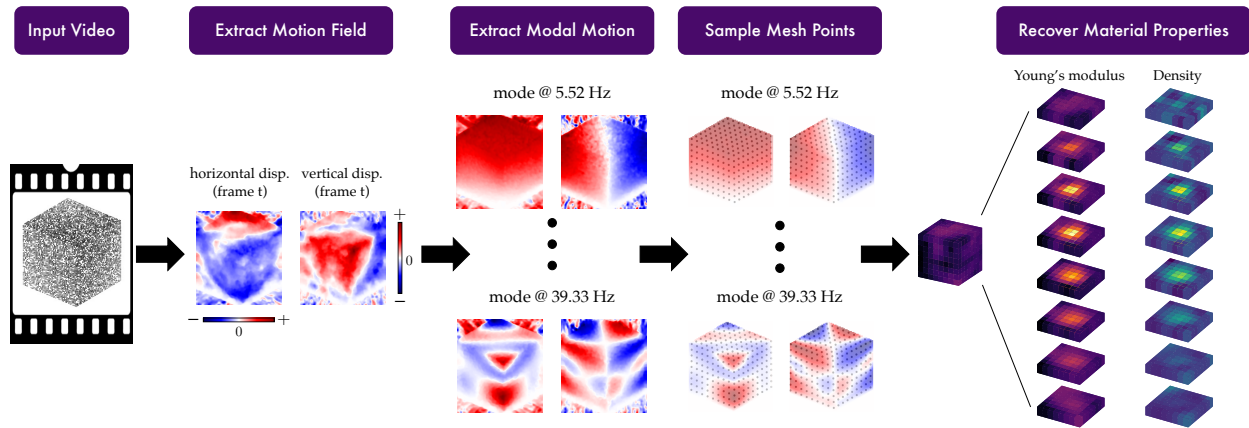 Input Video
Extract Motion Field
Extract Modal Motion
Sample Mesh Points
Recover Material Properties
horizontal disp.
(frame t)
vertical disp.
(frame t)
+
0
−
− +
0
mode @ 5.52 Hz
mode @ 39.33 Hz
mode @ 5.52 Hz
mode @ 39.33 Hz
Young's modulus
Density